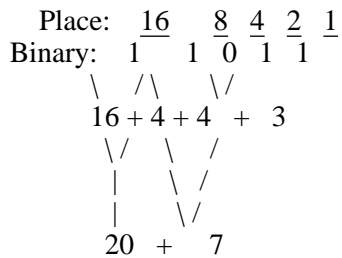 Place: 16 8 4 2 1
Binary: 1 1 0 1 1
\ / \ \ /
16 + 4 + 4 + 3
\ / \ /
| \ /
| \ /
20 + 7